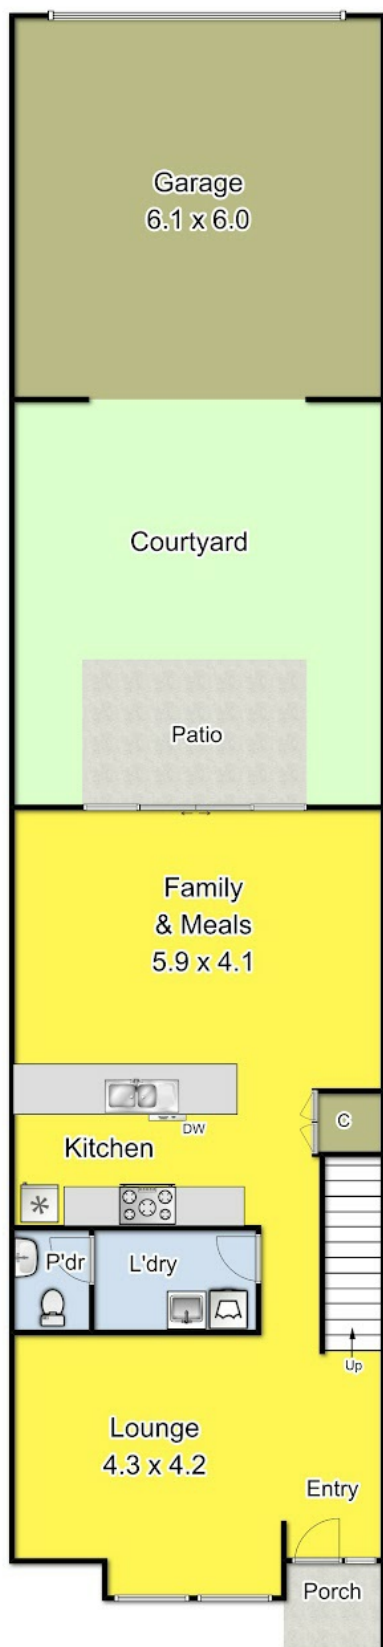 Garage
6.1 x 6.0
Courtyard
Patio
Family
& Meals
5.9 x 4.1
DW
C
Kitchen
P'dr
L'dry
Up
Lounge
4.3 x 4.2
Entry
Porch